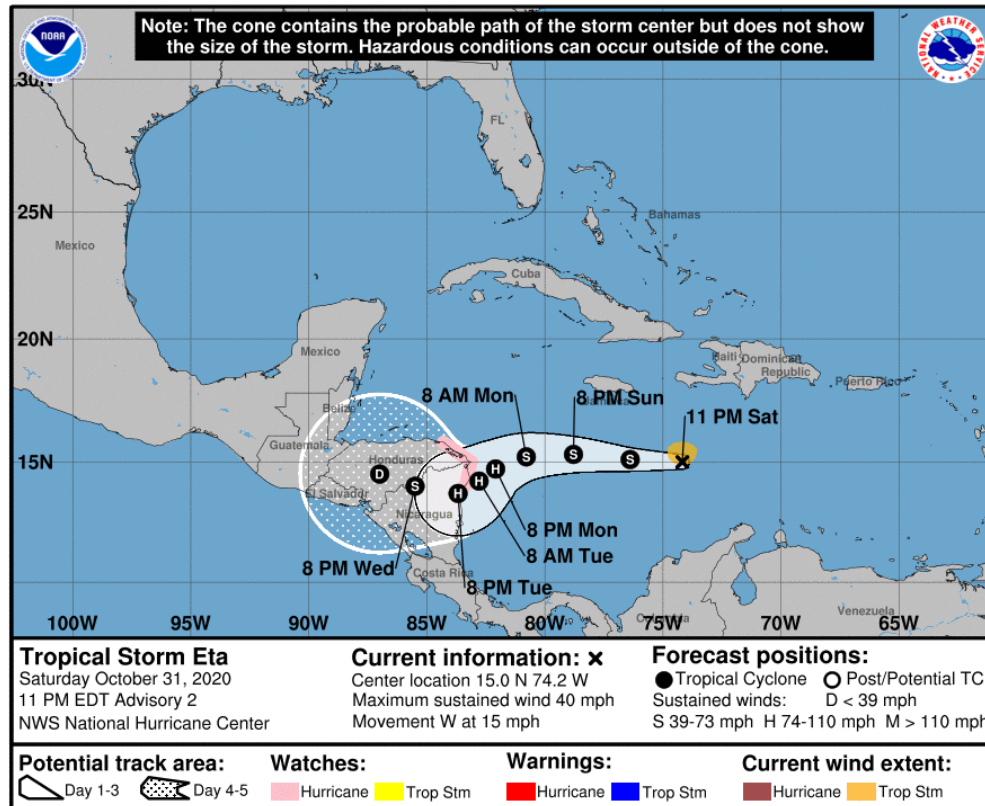 Note: The cone contains the probable path of the storm center but does not show
the size of the storm. Hazardous conditions can occur outside of the cone.
NOAA
NATIONAL WEATHER SERVICE
30N
FL
25N
Mexico
Bahamas
Cuba
20N
Mexico
Haiti
Dominican
Republic
Puerto Rico
8 AM Mon
8 PM Sun
Jamaica
11 PM Sat
Belize
Guatemala
15N
Honduras
D
S
H
H
H
S
S
S
El Salvador
Nicaragua
8 PM Mon
8 AM Tue
8 PM Wed
Costa Rica
8 PM Tue
Venezuela
100W
95W
90W
85W
80W
75W
70W
65W
Tropical Storm Eta
Saturday October 31, 2020
11 PM EDT Advisory 2
NWS National Hurricane Center
Current information: ×
Center location 15.0 N 74.2 W
Maximum sustained wind 40 mph
Movement W at 15 mph
Forecast positions:
Tropical Cyclone Post/Potential TC
Sustained winds: D < 39 mph
S 39-73 mph H 74-110 mph M > 110 mph
Potential track area:
Day 1-3 Day 4-5
Watches:
Hurricane Trop Stm
Warnings:
Hurricane Trop Stm
Current wind extent:
Hurricane Trop Stm